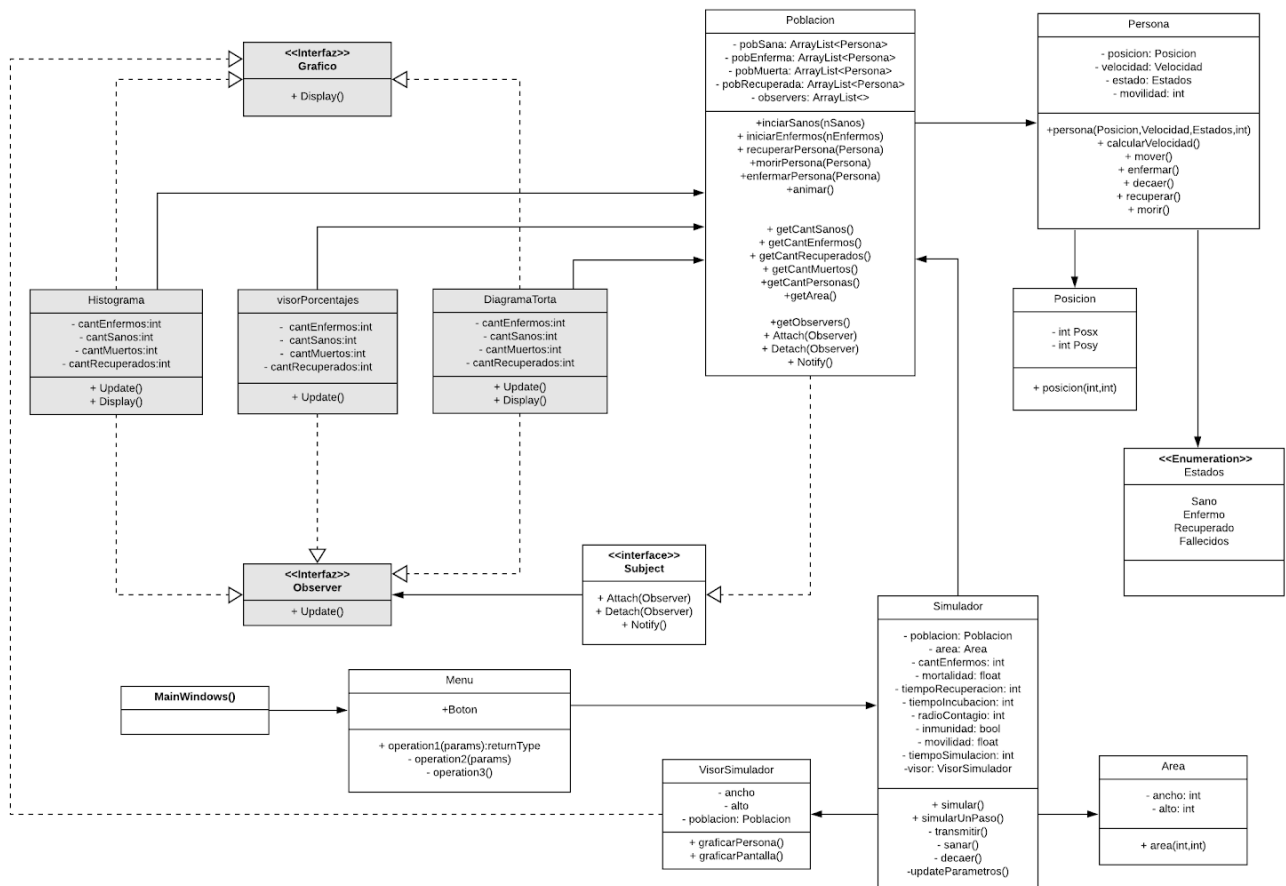 <<Interfaz>>
Grafico
+ Display()
Poblacion
- pobSana: ArrayList<Persona>
- pobEnferma: ArrayList<Persona>
- pobMuerta: ArrayList<Persona>
- pobRecuperada: ArrayList<Persona>
- observers: ArrayList<>
+inciarSanos(nSanos)
+ iniciarEnfermos(nEnfermos)
+ recuperarPersona(Persona)
+morirPersona(Persona)
+enfermarPersona(Persona)
+animar()
+ getCantSanos()
+ getCantEnfermos()
+ getCantRecuperados()
+ getCantMuertos()
+getCantPersonas()
+getArea()
+getObservers()
+ Attach(Observer)
+ Detach(Observer)
+ Notify()
Persona
- posicion: Posicion
- velocidad: Velocidad
- estado: Estados
- movilidad: int
+persona(Posicion,Velocidad,Estados,int)
+ calcularVelocidad()
+ mover()
+ enfermar()
+ decaer()
+ recuperar()
+ morir()
Histograma
- cantEnfermos:int
- cantSanos:int
- cantMuertos:int
- cantRecuperados:int
+ Update()
+ Display()
visorPorcentajes
- cantEnfermos:int
- cantSanos:int
- cantMuertos:int
- cantRecuperados:int
+ Update()
DiagramaTorta
- cantEnfermos:int
- cantSanos:int
- cantMuertos:int
- cantRecuperados:int
+ Update()
+ Display()
Posicion
- int Posx
- int Posy
+ posicion(int,int)
<<Enumeration>>
Estados
Sano
Enfermo
Recuperado
Fallecidos
<<Interfaz>>
Observer
+ Update()
<<interface>>
Subject
+ Attach(Observer)
+ Detach(Observer)
+ Notify()
Simulador
- poblacion: Poblacion
- area: Area
- cantEnfermos: int
- mortalidad: float
- tiempoRecuperacion: int
- tiempoIncubacion: int
- radioContagio: int
- inmunidad: bool
- movilidad: float
- tiempoSimulacion: int
-visor: VisorSimulador
+ simular()
+ simularUnPaso()
- transmitir()
- sanar()
- decaer()
-updateParametros()
MainWindows()
Menu
+Boton
+ operation1(params):returnType
- operation2(params)
- operation3()
VisorSimulador
- ancho
- alto
- poblacion: Poblacion
+ graficarPersona()
+ graficarPantalla()
Area
- ancho: int
- alto: int
+ area(int,int)